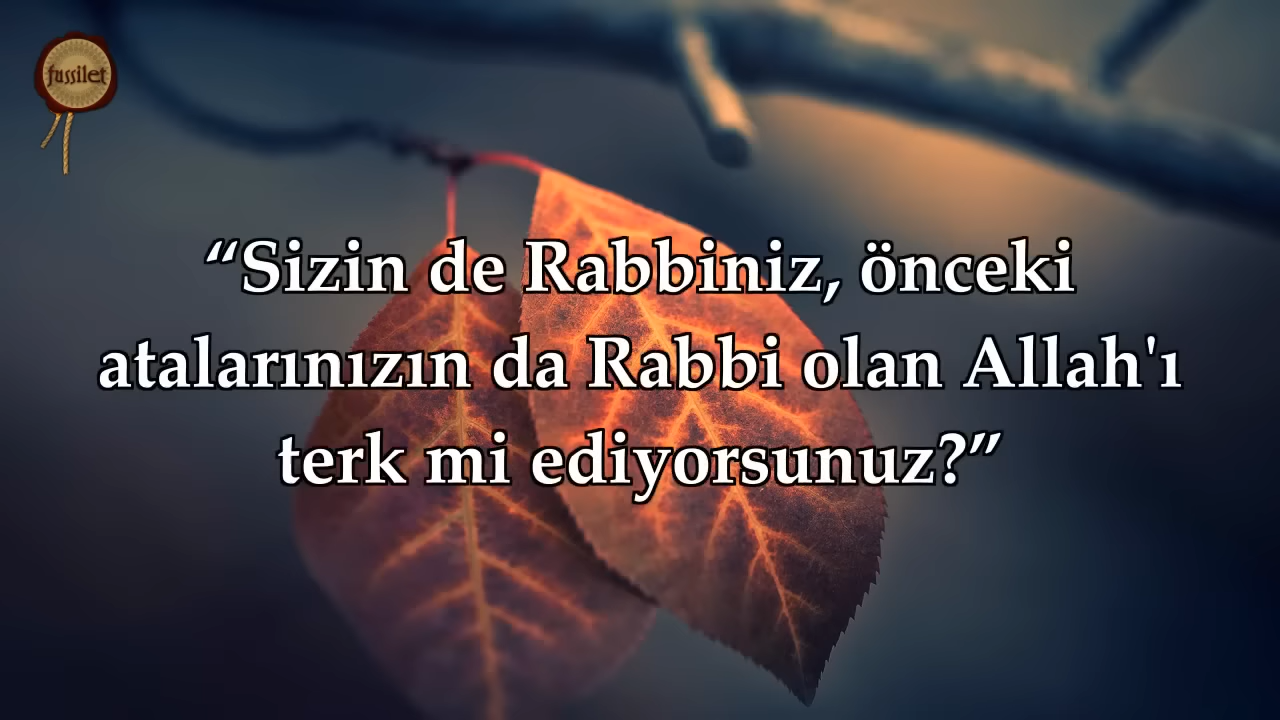 fussilet
“Sizin de Rabbiniz, önceki
atalarınızın da Rabbi olan Allah'ı
terk mi ediyorsunuz?”